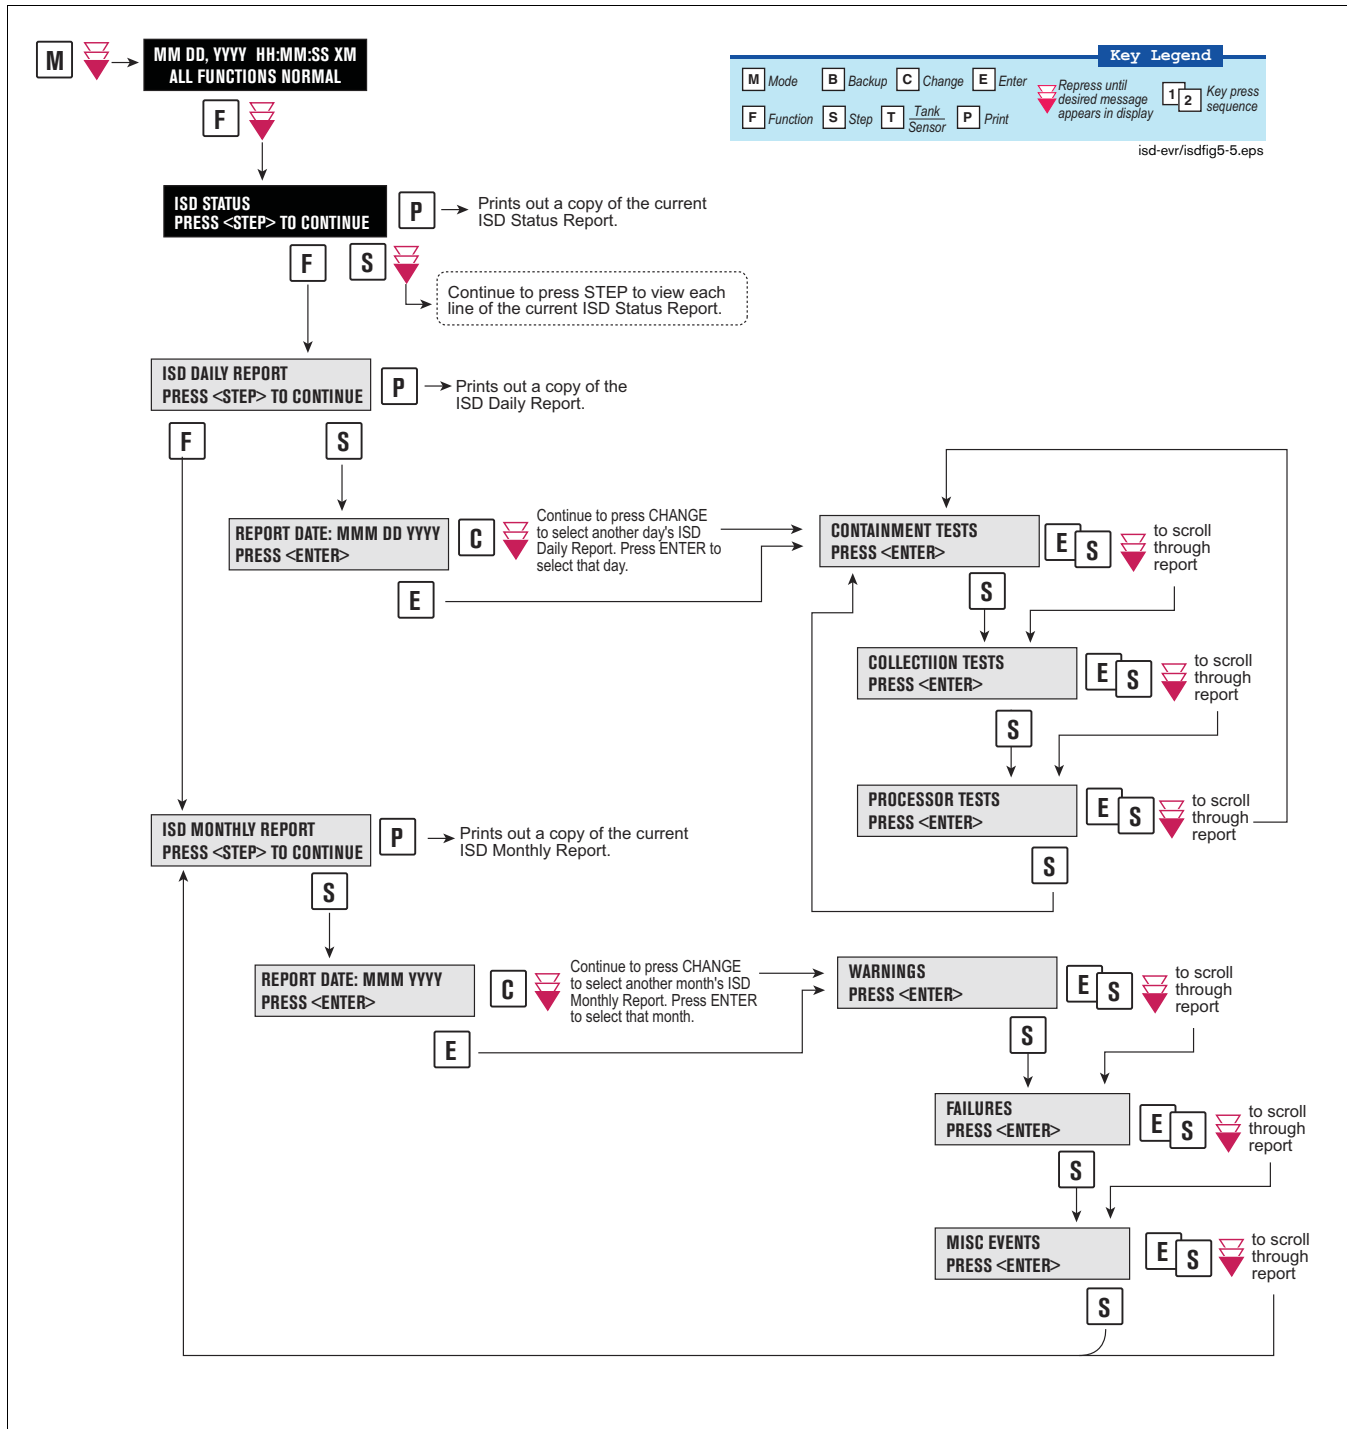 M
MM DD, YYYY HH:MM:SS XM
ALL FUNCTIONS NORMAL
Key Legend
M Mode B Backup C Change E Enter
F Function S Step T Tank
Sensor P Print
Repress until
desired message
appears in display
1 2
Key press
sequence
isd-evr/isdfig5-5.eps
F
ISD STATUS
PRESS <STEP> TO CONTINUE
P
Prints out a copy of the current
ISD Status Report.
F S
Continue to press STEP to view each
line of the current ISD Status Report.
ISD DAILY REPORT
PRESS <STEP> TO CONTINUE
P
Prints out a copy of the
ISD Daily Report.
F S
REPORT DATE: MMM DD YYYY
PRESS <ENTER>
C
Continue to press CHANGE
to select another day's ISD
Daily Report. Press ENTER to
select that day.
E
CONTAINMENT TESTS
PRESS <ENTER>
E S
to scroll
through
report
S
COLLECTIION TESTS
PRESS <ENTER>
E S
to scroll
through
report
S
PROCESSOR TESTS
PRESS <ENTER>
E S
to scroll
through
report
S
ISD MONTHLY REPORT
PRESS <STEP> TO CONTINUE
P
Prints out a copy of the current
ISD Monthly Report.
S
REPORT DATE: MMM YYYY
PRESS <ENTER>
C
Continue to press CHANGE
to select another month's ISD
Monthly Report. Press ENTER
to select that month.
E
WARNINGS
PRESS <ENTER>
E S
to scroll
through
report
S
FAILURES
PRESS <ENTER>
E S
to scroll
through
report
S
MISC EVENTS
PRESS <ENTER>
E S
to scroll
through
report
S